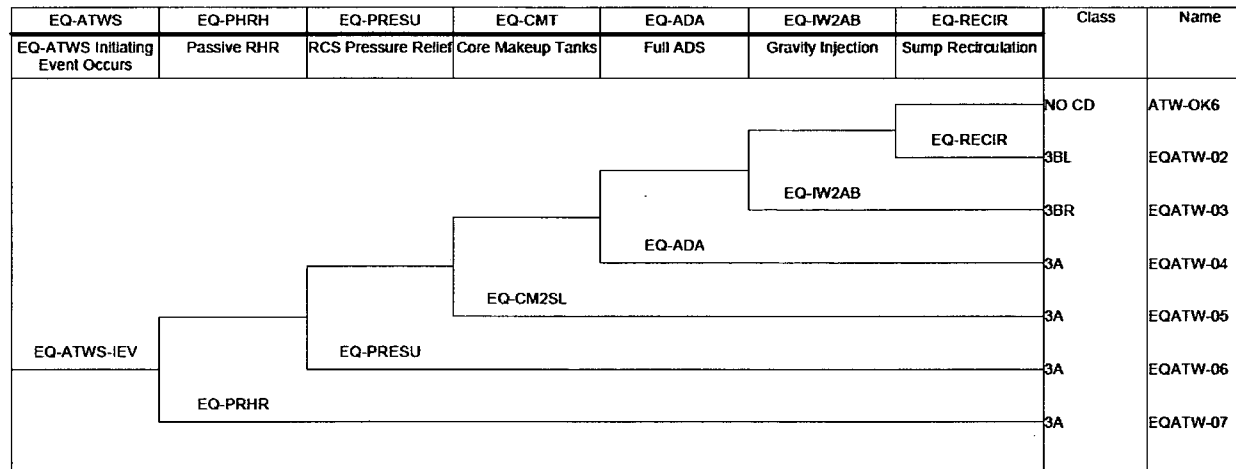 EQ-ATWS EQ-PHRH EQ-PRESU EQ-CMT EQ-ADA EQ-IW2AB EQ-RECIR Class Name
EQ-ATWS Initiating Passive RHR RCS Pressure Relief Core Makeup Tanks Full ADS Gravity Injection Sump Recirculation
Event Occurs
NO CD ATW-OK6
EQ-RECIR
3BL EQATW-02
EQ-IW2AB
3BR EQATW-03
EQ-ADA
3A EQATW-04
EQ-CM2SL
3A EQATW-05
EQ-ATWS-IEV EQ-PRESU
3A EQATW-06
EQ-PRHR
3A EQATW-07